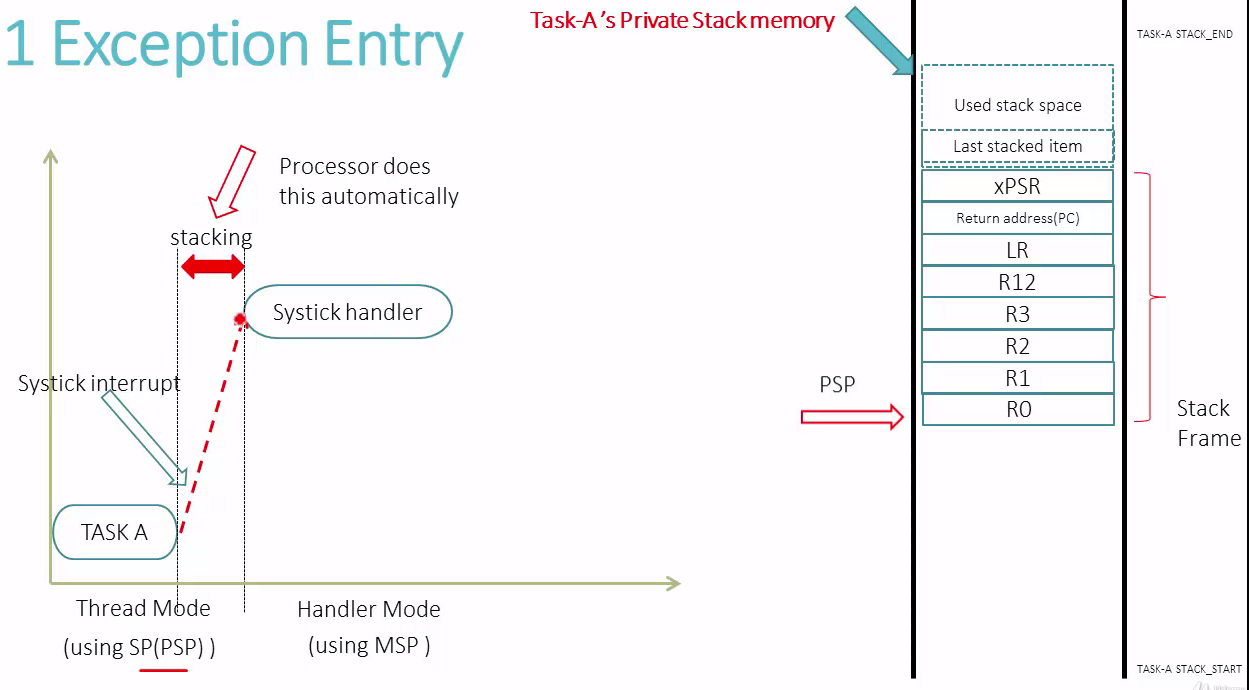 1 Exception Entry
Task-A's Private Stack memory
TASK-A STACK_END
Used stack space
Last stacked item
Processor does
this automatically
stacking
xPSR
Return address(PC)
LR
R12
R3
R2
R1
R0
Systick handler
Systick interrupt
PSP
Stack
Frame
TASK A
Thread Mode
(using SP(PSP) )
Handler Mode
(using MSP )
TASK-A STACK_START